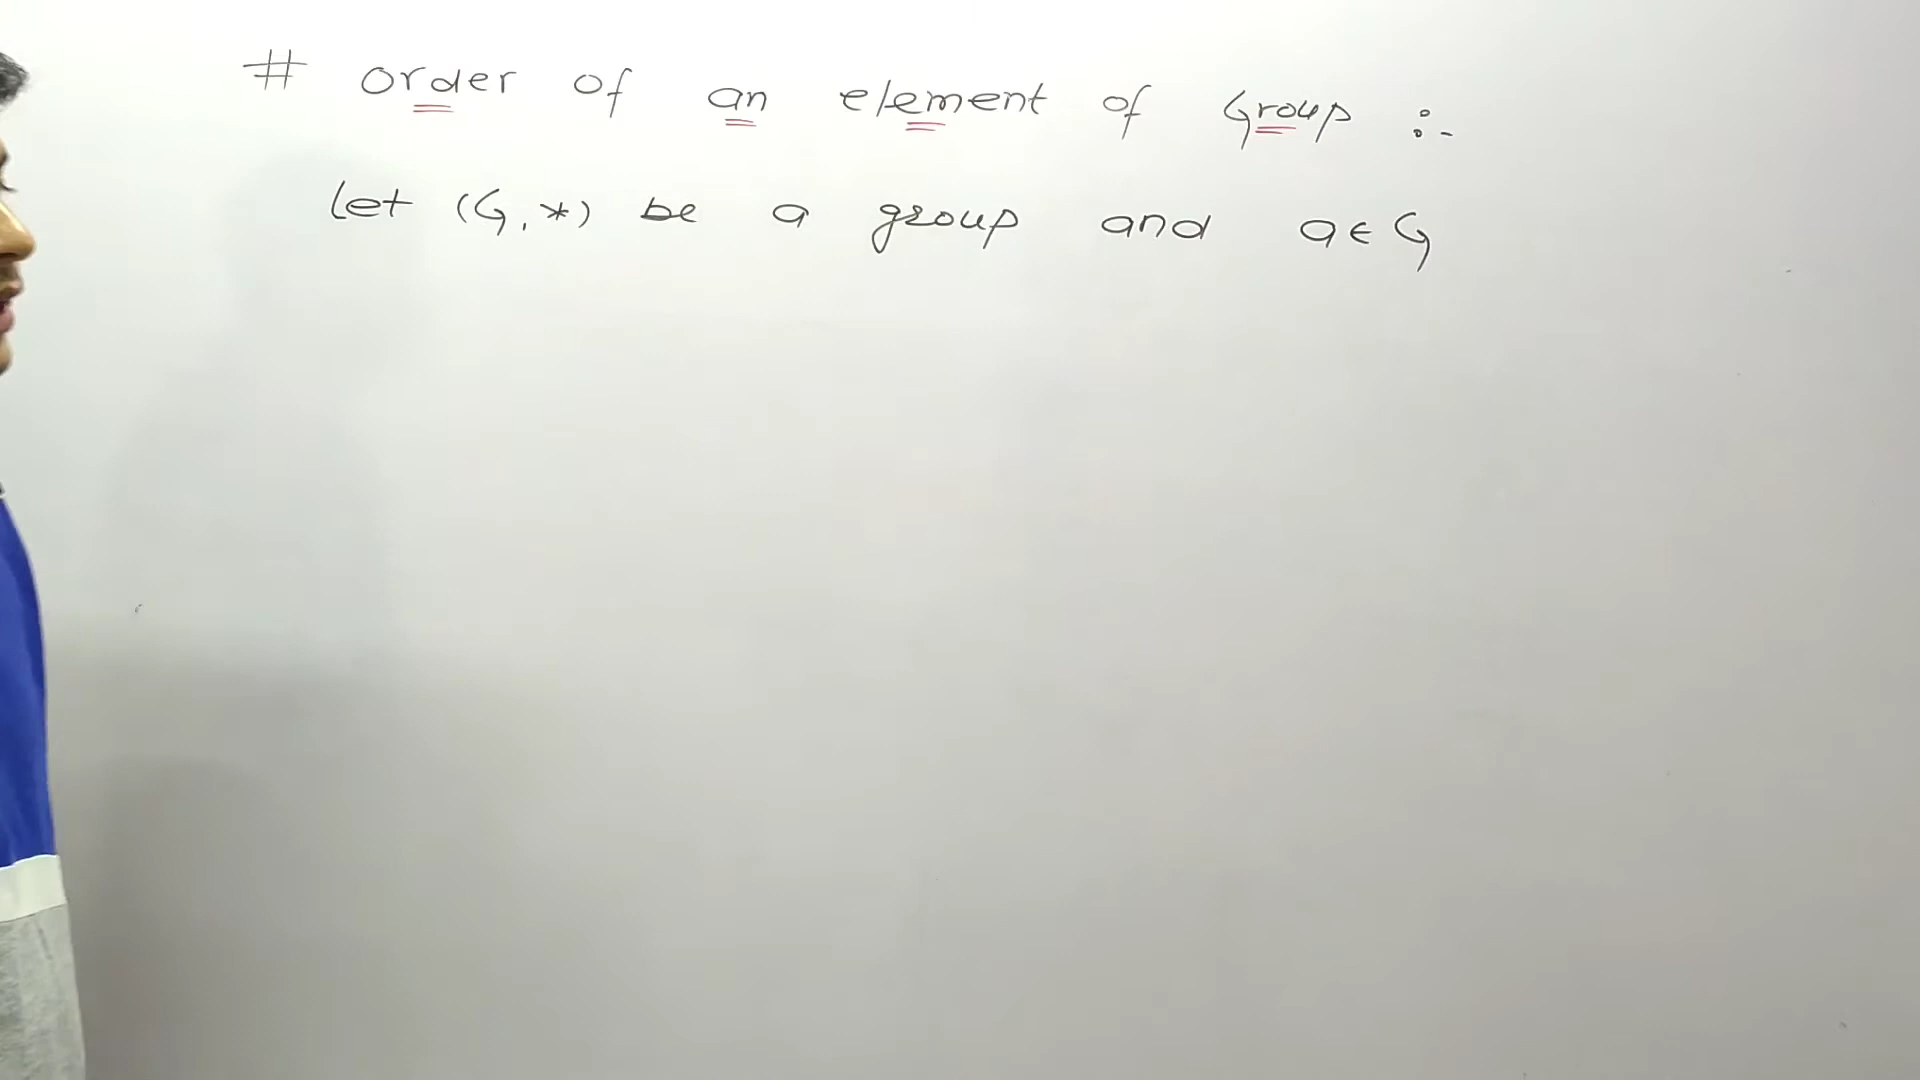 # order of an element of Group :-
Let (G, *) be a group and a ∈ G